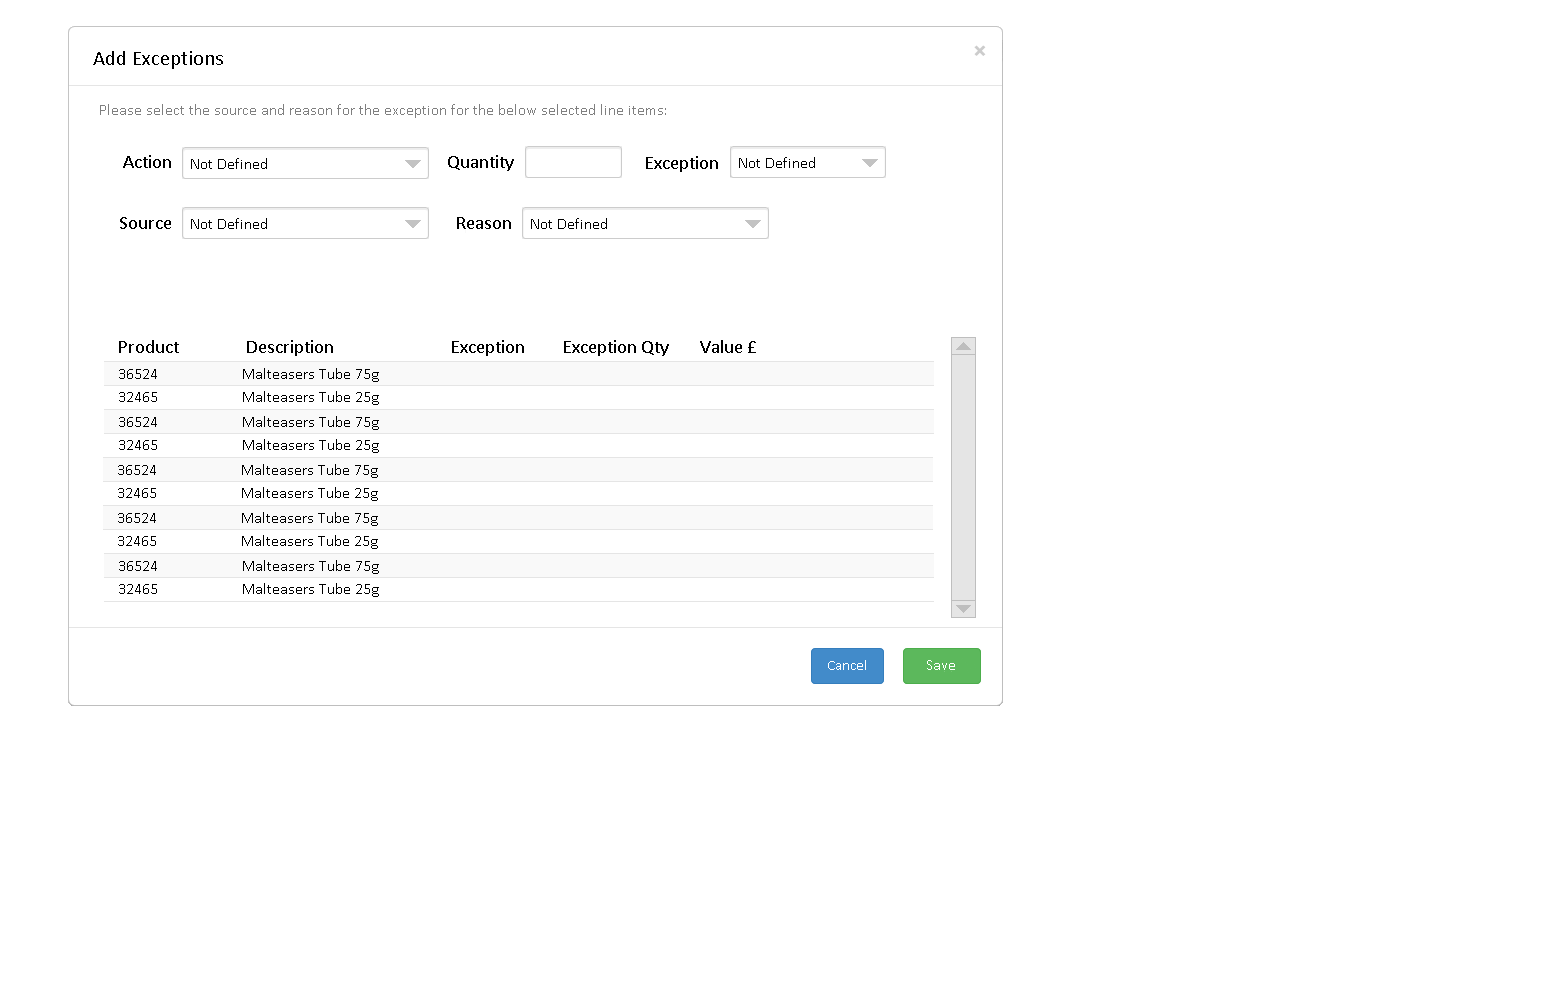 Add Exceptions ×
Please select the source and reason for the exception for the below selected line items:
Action Not Defined Quantity Exception Not Defined
Source Not Defined Reason Not Defined
Product Description Exception Exception Qty Value £
36524 Malteasers Tube 75g
32465 Malteasers Tube 25g
36524 Malteasers Tube 75g
32465 Malteasers Tube 25g
36524 Malteasers Tube 75g
32465 Malteasers Tube 25g
36524 Malteasers Tube 75g
32465 Malteasers Tube 25g
36524 Malteasers Tube 75g
32465 Malteasers Tube 25g
Cancel Save